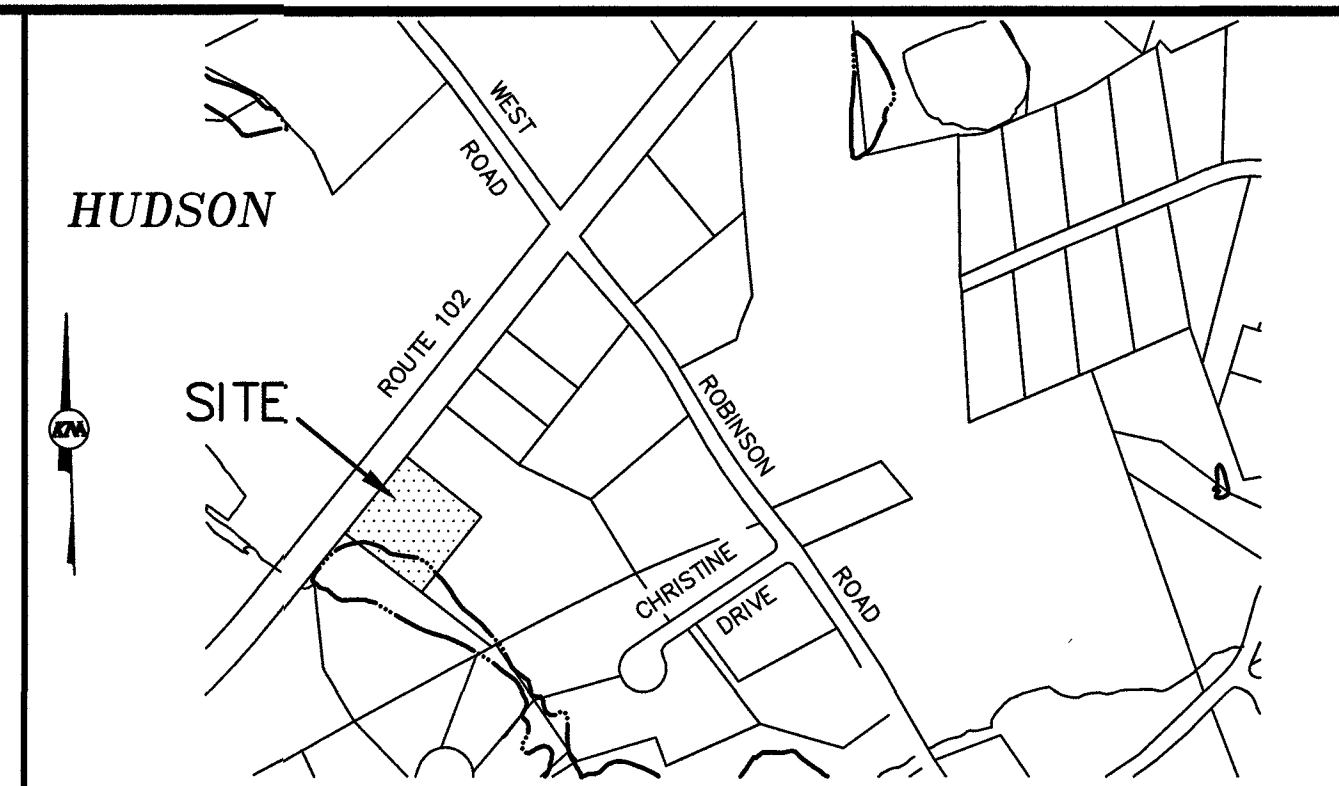 WEST
ROAD
HUDSON
ROUTE 102
SITE
ROBINSON
ROAD
CHRISTINE
DRIVE